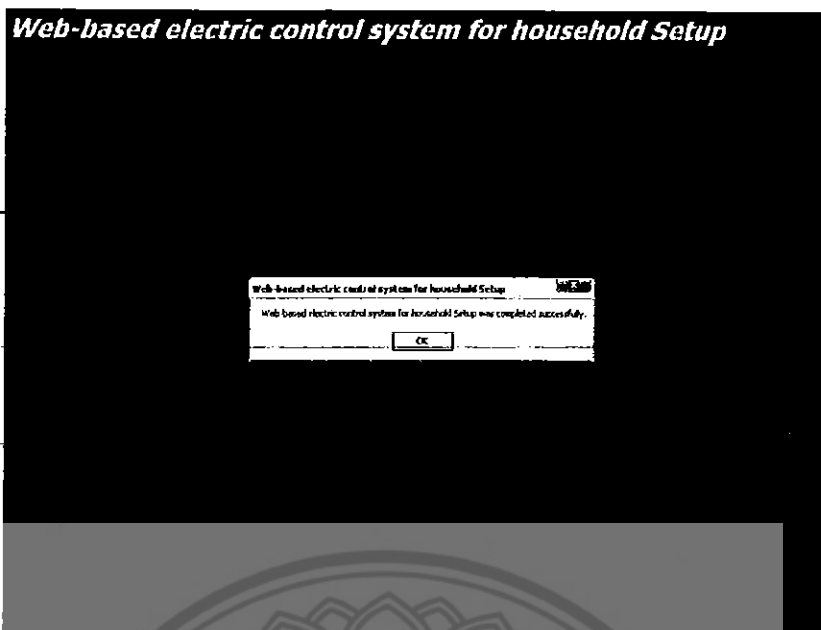 Web-based electric control system for household Setup
Web-based electric control system for household Setup
Web-based electric control system for household Setup was completed successfully.
OK